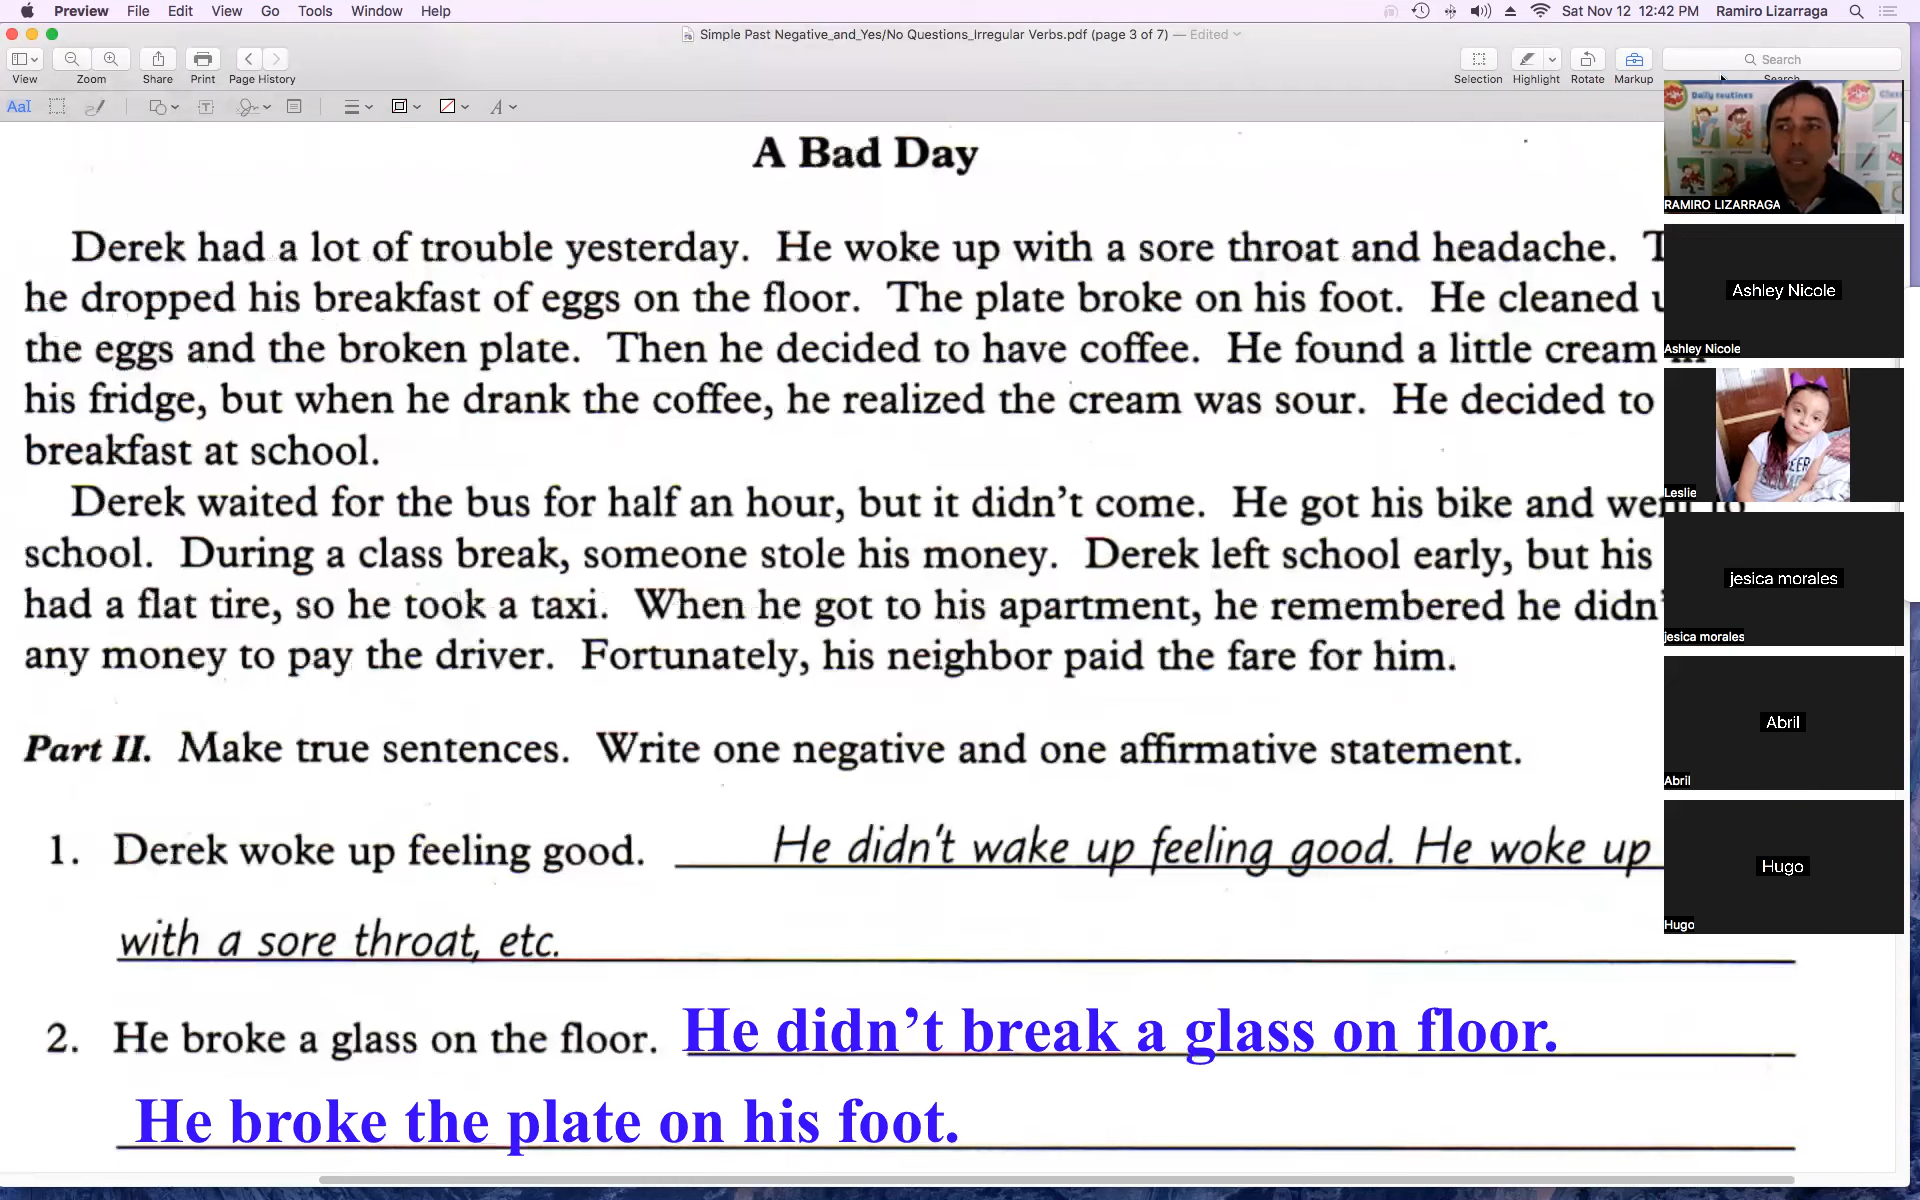 Preview File Edit View Go Tools Window Help Sat Nov 12 12:42 PM Ramiro Lizarraga
Simple Past Negative_and_Yes/No Questions_Irregular Verbs.pdf (page 3 of 7) — Edited
Search
View Zoom Share Print Page History Selection Highlight Rotate Markup Search
AaI T A
A Bad Day
Derek had a lot of trouble yesterday. He woke up with a sore throat and headache.
he dropped his breakfast of eggs on the floor. The plate broke on his foot. He cleaned
the eggs and the broken plate. Then he decided to have coffee. He found a little cream
his fridge, but when he drank the coffee, he realized the cream was sour. He decided to
breakfast at school.
Derek waited for the bus for half an hour, but it didn't come. He got his bike and went to
school. During a class break, someone stole his money. Derek left school early, but his
had a flat tire, so he took a taxi. When he got to his apartment, he remembered he didn'
any money to pay the driver. Fortunately, his neighbor paid the fare for him.
Part II. Make true sentences. Write one negative and one affirmative statement.
1. Derek woke up feeling good. He didn't wake up feeling good. He woke up
with a sore throat, etc.
2. He broke a glass on the floor. He didn't break a glass on floor.
He broke the plate on his foot.
Daily routines
RAMIRO LIZARRAGA
Ashley Nicole
Ashley Nicole
Leslie
jesica morales
jesica morales
Abril
Abril
Hugo
Hugo